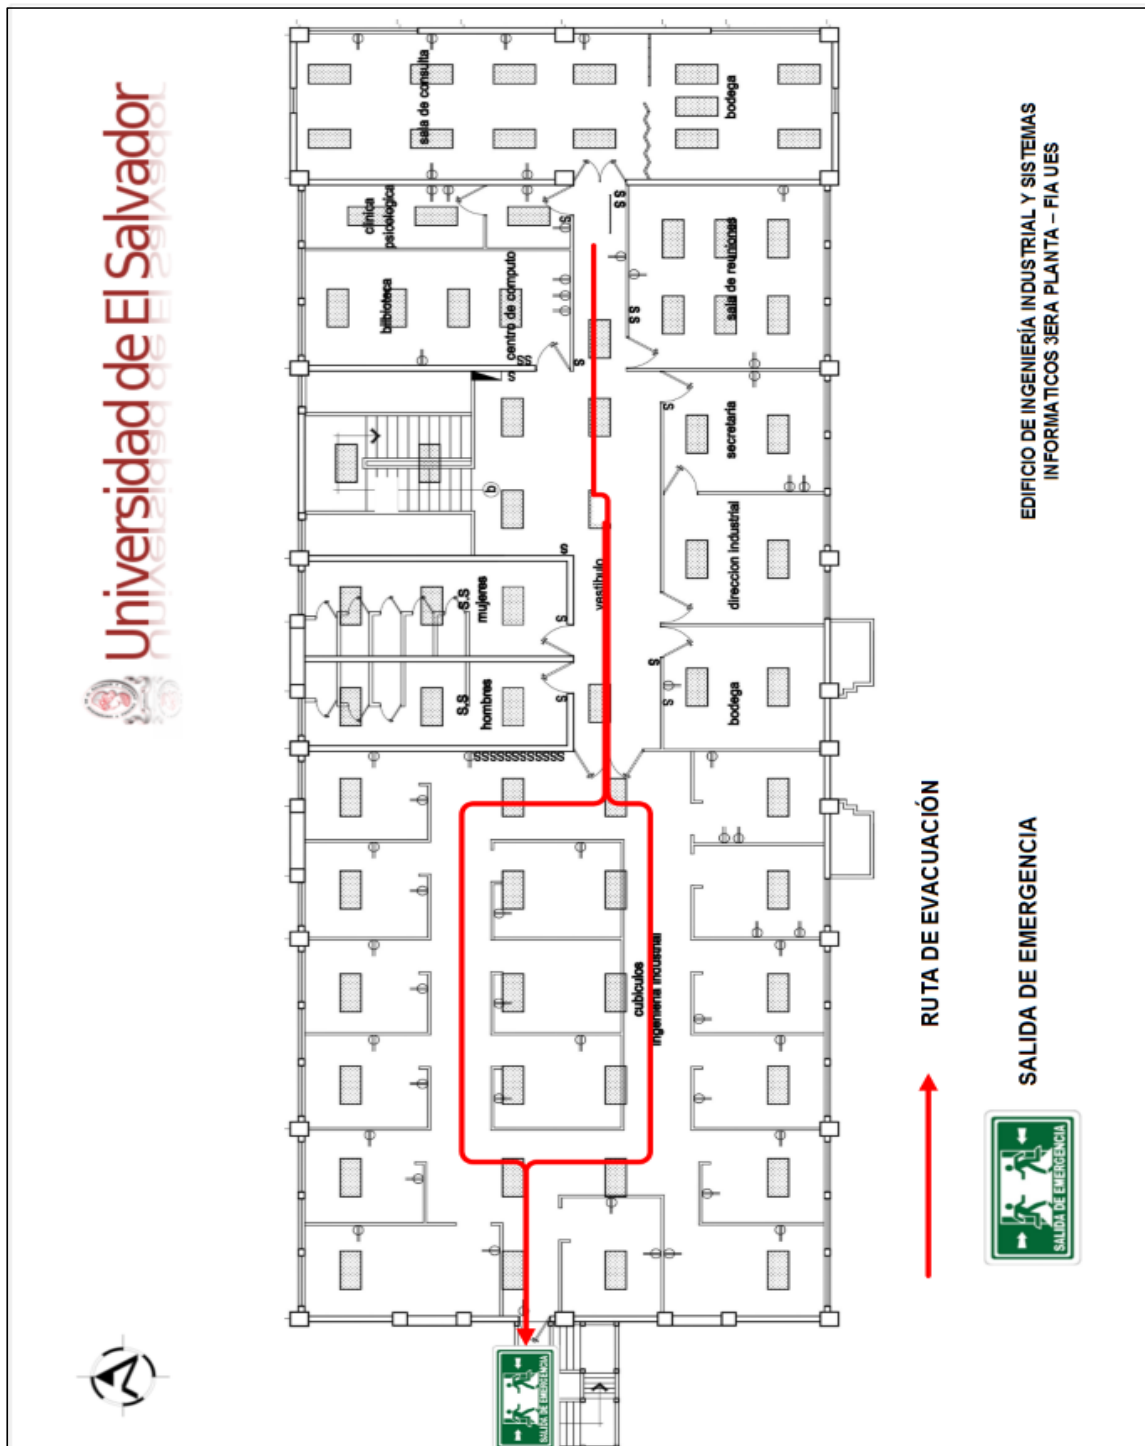 Universidad de El Salvador
EDIFICIO DE INGENIERÍA INDUSTRIAL Y SISTEMAS
INFORMATICOS 3ERA PLANTA – FIA UES
sala de consulta
bodega
clinica
psicologica
biblioteca
centro de computo
sala de reuniones
secretaria
direccion industrial
vestibulo
S.S
mujeres
S.S
hombres
bodega
b
cubiculos
ingenieria industrial
RUTA DE EVACUACIÓN
SALIDA DE EMERGENCIA
SALIDA DE EMERGENCIA
SALIDA DE EMERGENCIA
S S
S
S S
S
S S
S
S
S
S
S
S
S
S
SSSSSSSSSSSS